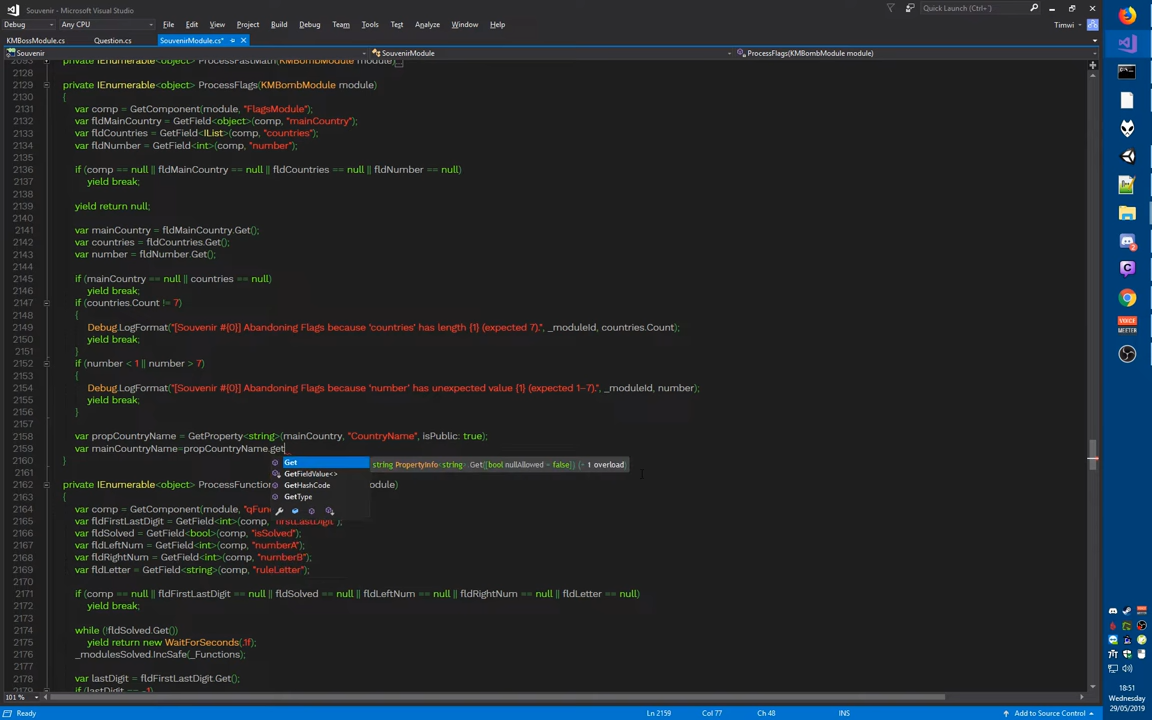 Souvenir - Microsoft Visual Studio
Quick Launch (Ctrl+')
File Edit View Project Build Debug Team Tools Test Analyze Window Help
Timwi
Debug Any CPU
KMBossModule.cs Question.cs SouvenirModule.cs*
Souvenir SouvenirModule ProcessFlags(KMBombModule module)
2093 private IEnumerable<object> ProcessFastMath(KMBombModule module)...
2128
2129 private IEnumerable<object> ProcessFlags(KMBombModule module)
2130 {
2131 var comp = GetComponent(module, "FlagsModule");
2132 var fldMainCountry = GetField<object>(comp, "mainCountry");
2133 var fldCountries = GetField<IList>(comp, "countries");
2134 var fldNumber = GetField<int>(comp, "number");
2135
2136 if (comp == null || fldMainCountry == null || fldCountries == null || fldNumber == null)
2137 yield break;
2138
2139 yield return null;
2140
2141 var mainCountry = fldMainCountry.Get();
2142 var countries = fldCountries.Get();
2143 var number = fldNumber.Get();
2144
2145 if (mainCountry == null || countries == null)
2146 yield break;
2147 if (countries.Count != 7)
2148 {
2149 Debug.LogFormat("[Souvenir #{0}] Abandoning Flags because 'countries' has length {1} (expected 7).", _moduleId, countries.Count);
2150 yield break;
2151 }
2152 if (number < 1 || number > 7)
2153 {
2154 Debug.LogFormat("[Souvenir #{0}] Abandoning Flags because 'number' has unexpected value {1} (expected 1–7).", _moduleId, number);
2155 yield break;
2156 }
2157
2158 var propCountryName = GetProperty<string>(mainCountry, "CountryName", isPublic: true);
2159 var mainCountryName=propCountryName.get
2160 }
Get
string PropertyInfo<string>.Get([bool nullAllowed = false]) (+ 1 overload)
GetFieldValue<>
GetHashCode
GetType
2161
2162 private IEnumerable<object> ProcessFunc module)
2163 {
2164 var comp = GetComponent(module, "qFun
2165 var fldFirstLastDigit = GetField<int>(comp, "firstLastDigit");
2166 var fldSolved = GetField<bool>(comp, "isSolved");
2167 var fldLeftNum = GetField<int>(comp, "numberA");
2168 var fldRightNum = GetField<int>(comp, "numberB");
2169 var fldLetter = GetField<string>(comp, "ruleLetter");
2170
2171 if (comp == null || fldFirstLastDigit == null || fldSolved == null || fldLeftNum == null || fldRightNum == null || fldLetter == null)
2172 yield break;
2173
2174 while (!fldSolved.Get())
2175 yield return new WaitForSeconds(.1f);
2176 _modulesSolved.IncSafe(_Functions);
2177
2178 var lastDigit = fldFirstLastDigit.Get();
2179 if (lastDigit == -1)
101 %
Ready Ln 2159 Col 77 Ch 48 INS Add to Source Control
VOICE
MEETER
18:51
Wednesday
29/05/2019